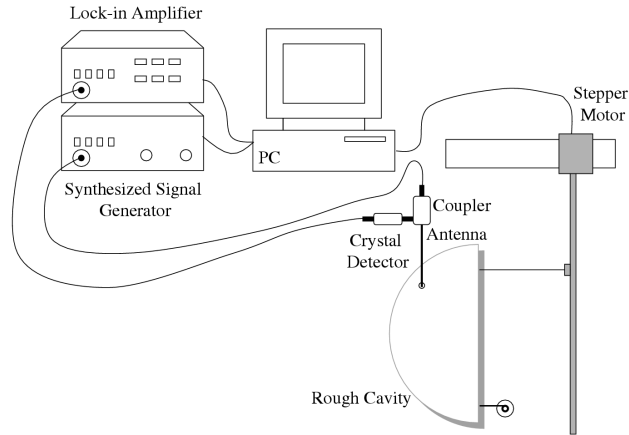 Lock-in Amplifier
Stepper
Motor
PC
Synthesized Signal
Generator
Coupler
Antenna
Crystal
Detector
Rough Cavity